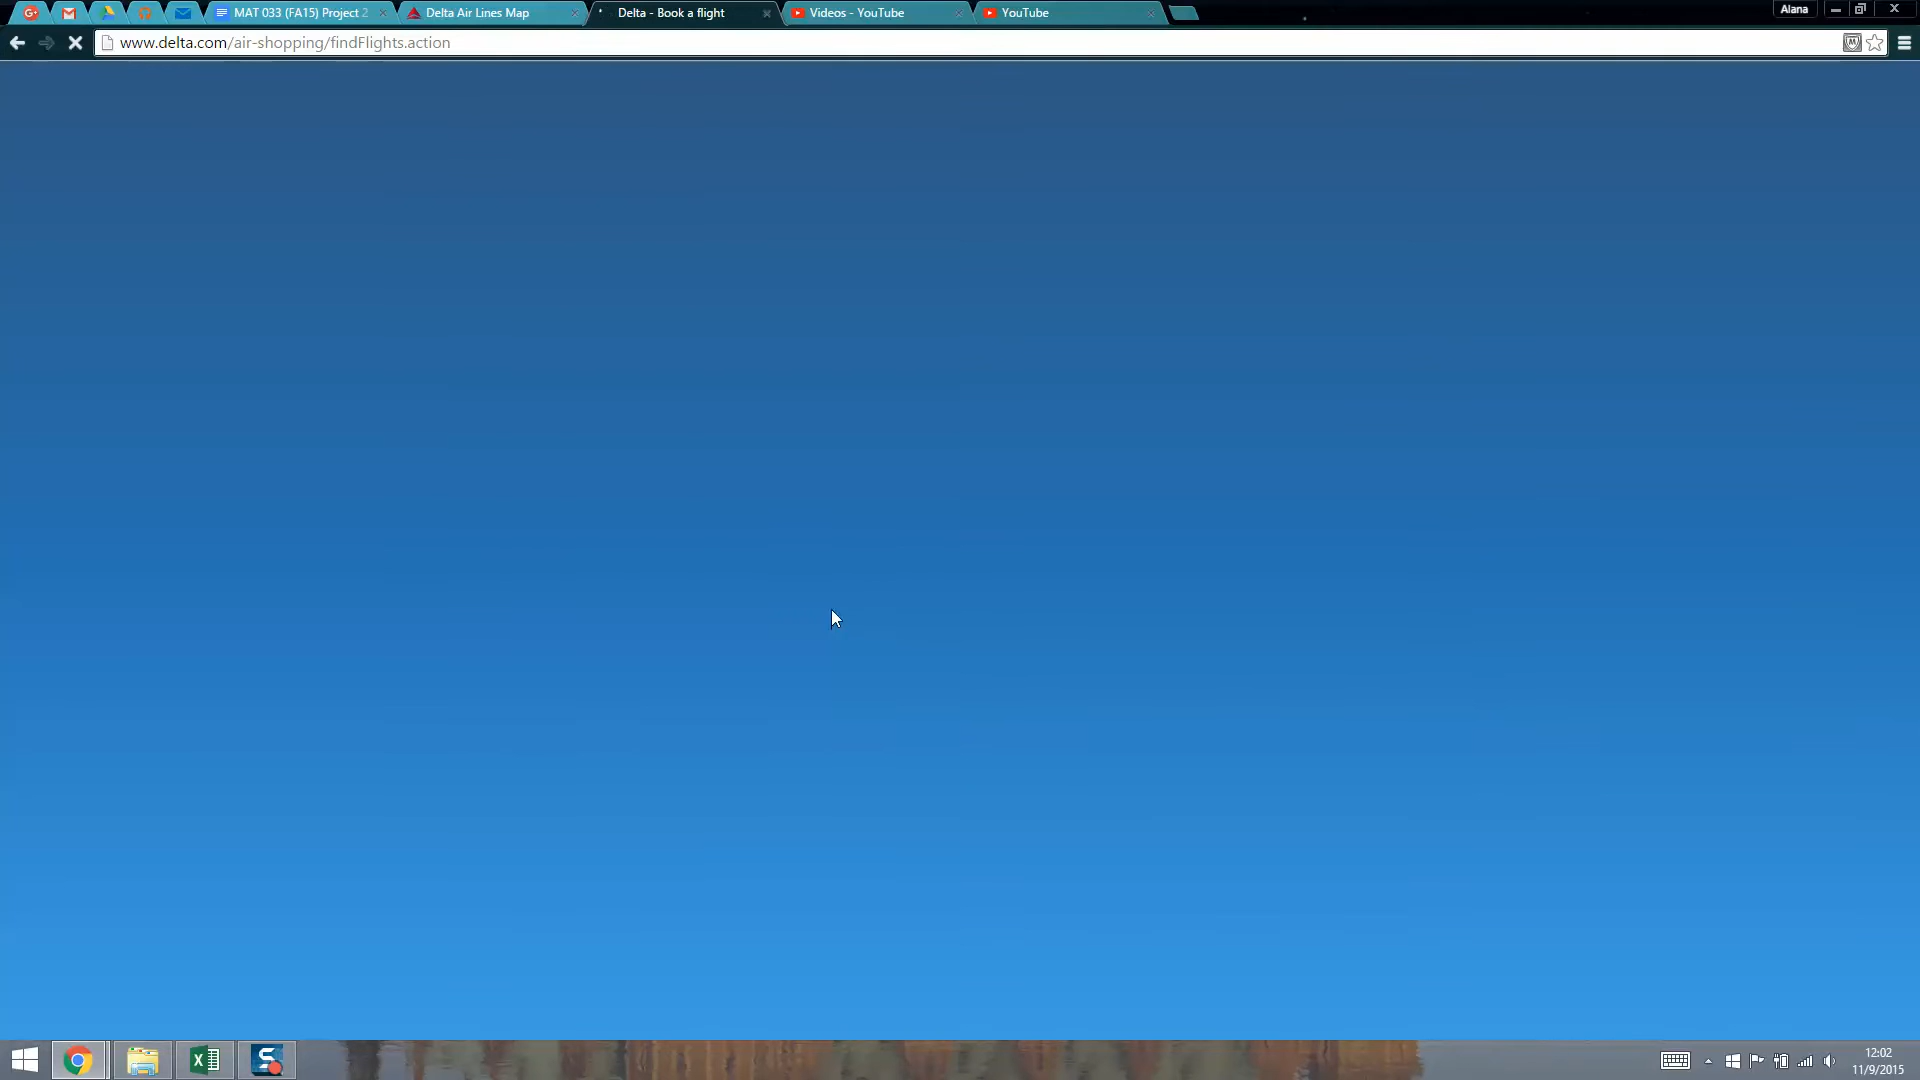 MAT 033 (FA15) Project 2
Delta Air Lines Map
Delta - Book a flight
Videos - YouTube
YouTube
Alana
www.delta.com/air-shopping/findFlights.action
12:02
11/9/2015